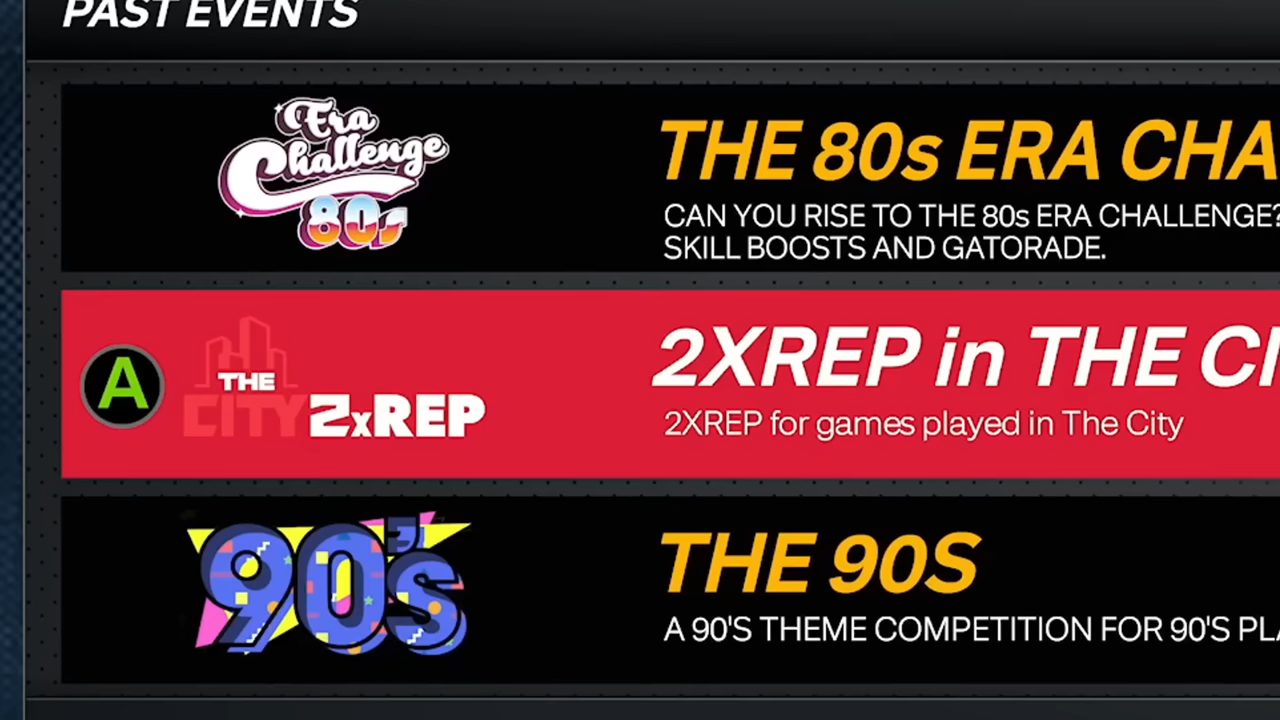 PAST EVENTS
Era
Challenge
80s
THE 80s ERA CHA
CAN YOU RISE TO THE 80s ERA CHALLENGE?
SKILL BOOSTS AND GATORADE.
A
THE
CITY 2xREP
2XREP in THE CI
2XREP for games played in The City
90's
THE 90S
A 90'S THEME COMPETITION FOR 90'S PLA